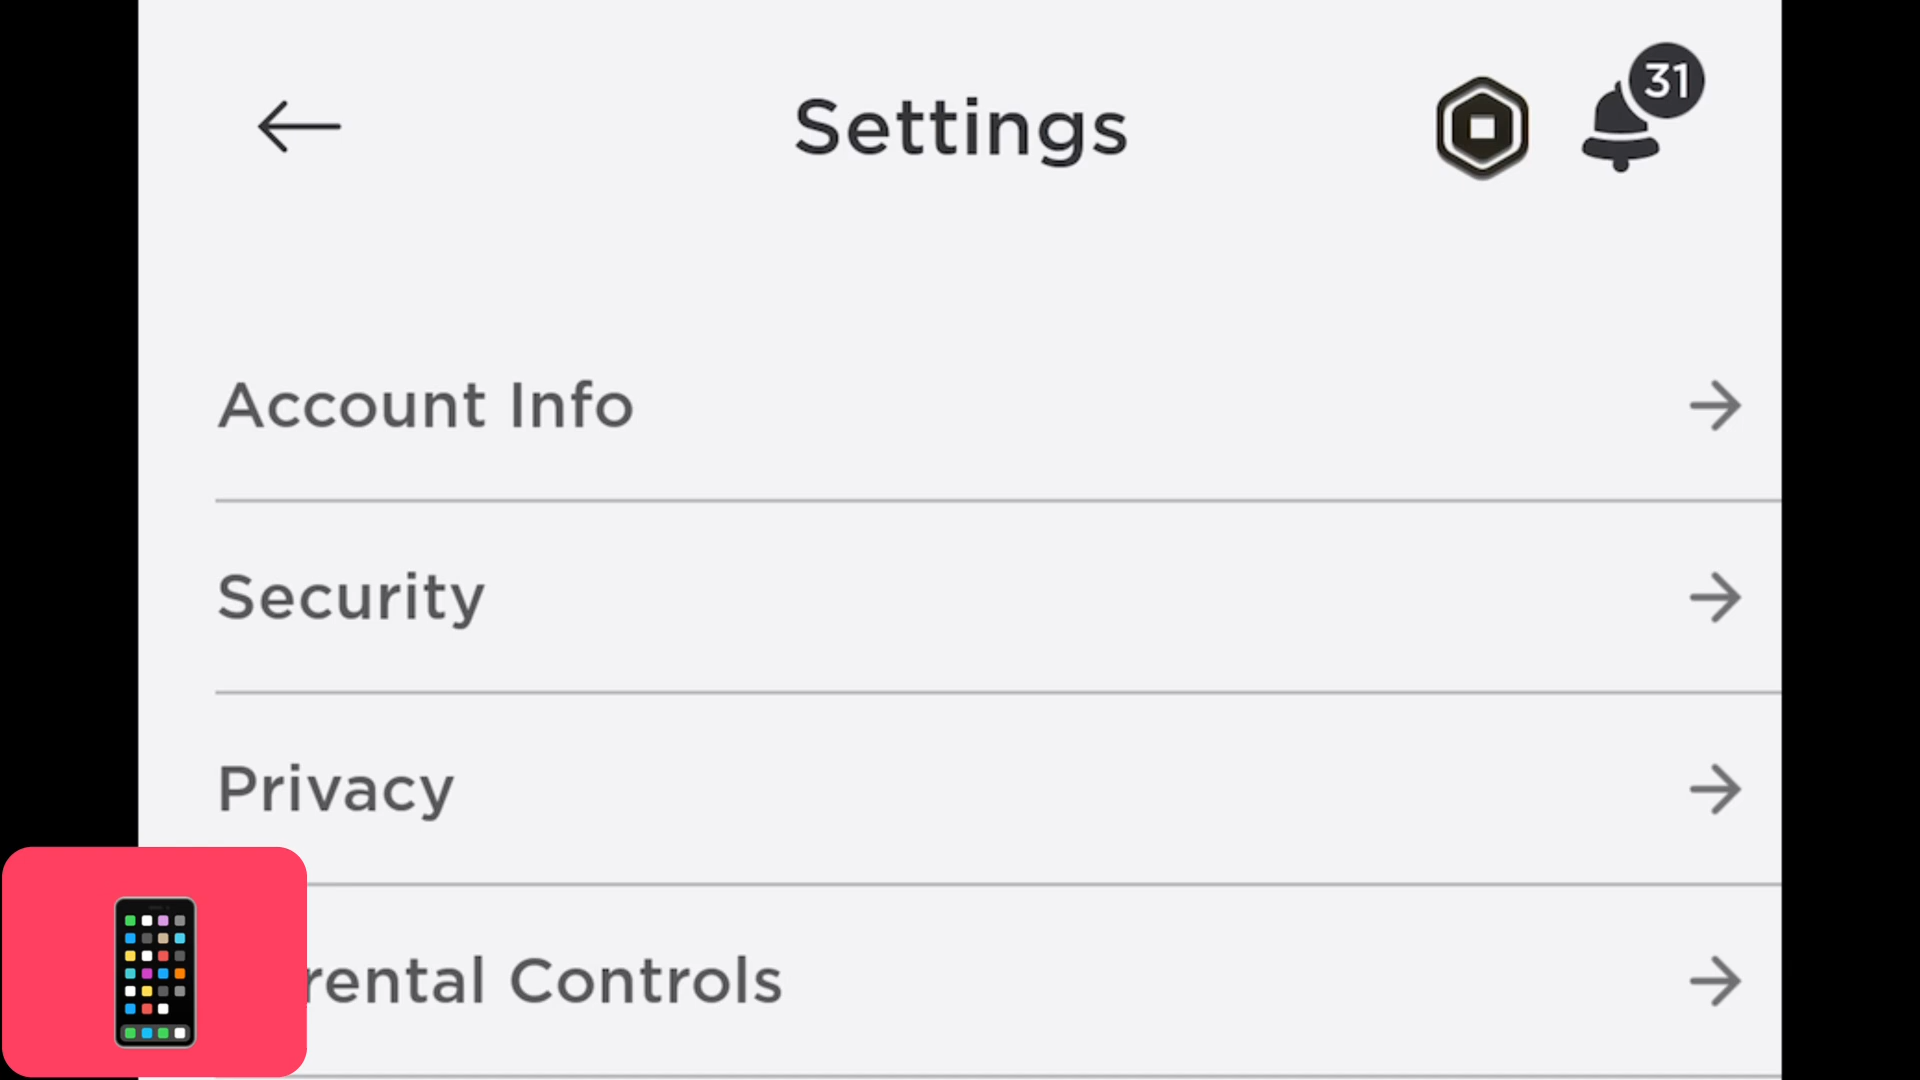 Settings
31
Account Info
Security
Privacy
rental Controls